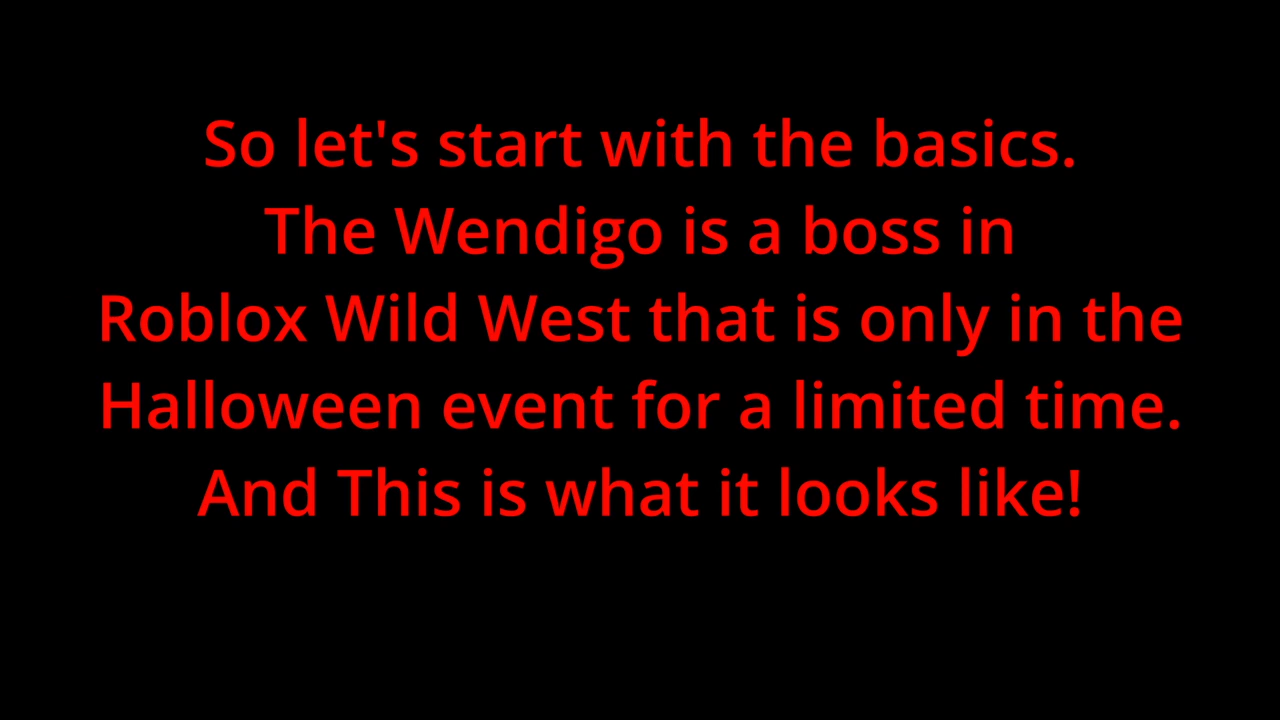 So let's start with the basics.
The Wendigo is a boss in
Roblox Wild West that is only in the
Halloween event for a limited time.
And This is what it looks like!